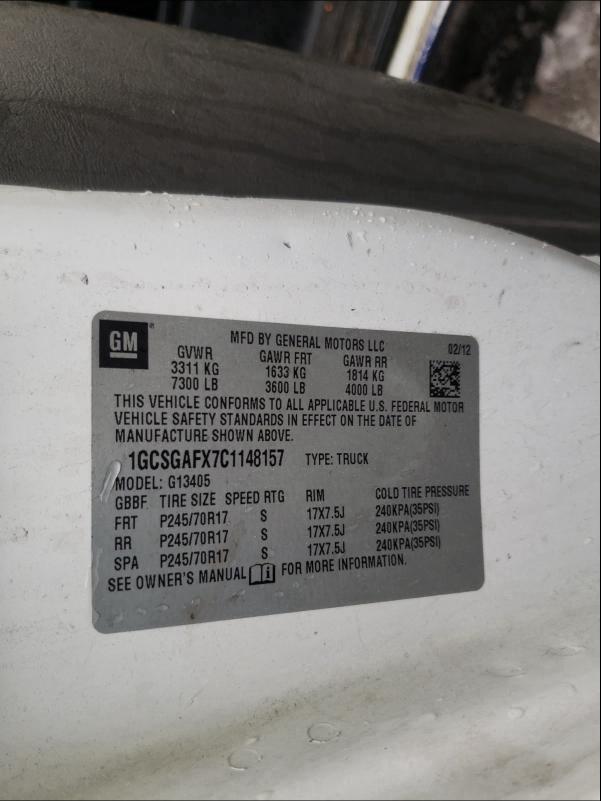 GM
MFD BY GENERAL MOTORS LLC 02/12
GVWR GAWR FRT GAWR RR
3311 KG 1633 KG 1814 KG
7300 LB 3600 LB 4000 LB
THIS VEHICLE CONFORMS TO ALL APPLICABLE U.S. FEDERAL MOTOR
VEHICLE SAFETY STANDARDS IN EFFECT ON THE DATE OF
MANUFACTURE SHOWN ABOVE.
1GCSGAFX7C1148157 TYPE: TRUCK
MODEL: G13405
GBBF TIRE SIZE SPEED RTG RIM COLD TIRE PRESSURE
FRT P245/70R17 S 17X7.5J 240KPA(35PSI)
RR P245/70R17 S 17X7.5J 240KPA(35PSI)
SPA P245/70R17 S 17X7.5J 240KPA(35PSI)
SEE OWNER'S MANUAL FOR MORE INFORMATION.